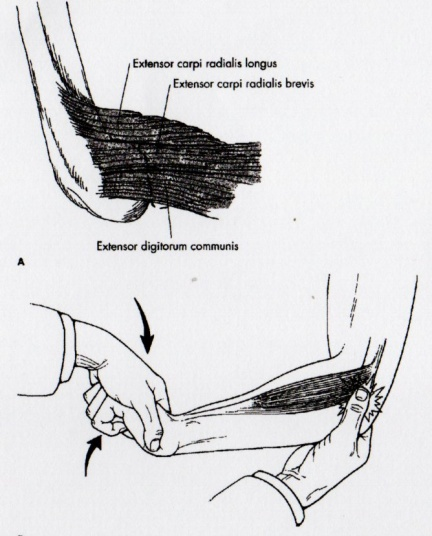 Extensor carpi radialis longus
Extensor carpi radialis brevis
Extensor digitorum communis
A